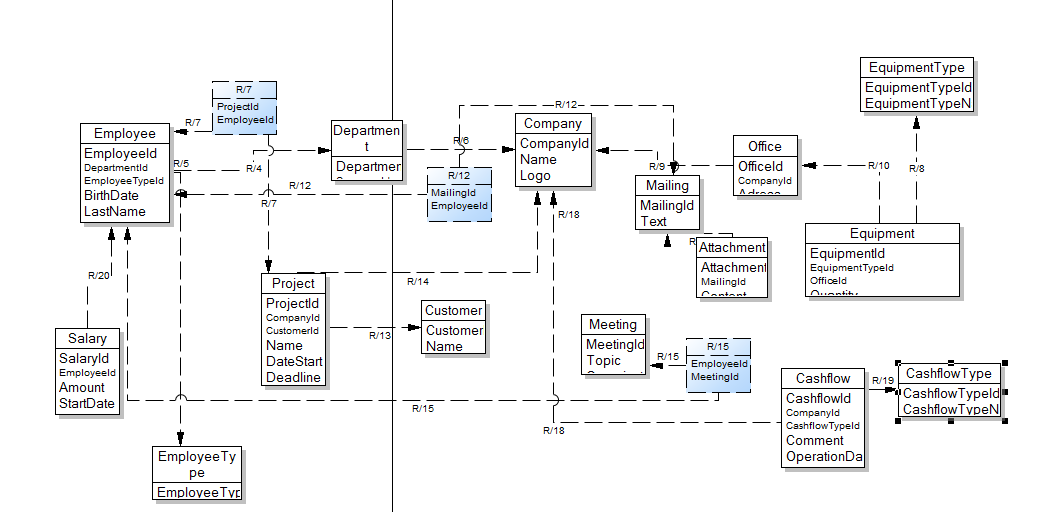 EquipmentType
EquipmentTypeId
EquipmentTypeN
R/7
ProjectId
EmployeeId
R/7
R/12
Employee
EmployeeId
DepartmentId
EmployeeTypeId
BirthDate
LastName
Departmen
t
Departmer
Company
CompanyId
Name
Logo
Office
OfficeId
CompanyId
R/6
R/5
R/4
R/12
MailingId
EmployeeId
R/12
R/9
Mailing
MailingId
Text
R/10
R/8
R/7
R/18
R
Attachment
Attachment
MailingId
Equipment
EquipmentId
EquipmentTypeId
OfficeId
Quantity
R/20
R/14
Project
ProjectId
CompanyId
CustomerId
Name
DateStart
Deadline
Customer
Customer
Name
R/13
Meeting
MeetingId
Topic
Salary
SalaryId
EmployeeId
Amount
StartDate
R/15
R/15
EmployeeId
MeetingId
Cashflow
CashflowId
CompanyId
CashflowTypeId
Comment
OperationDa
R/19
CashflowType
CashflowTypeId
CashflowTypeN
R/15
R/18
EmployeeTy
pe
EmployeeTyp